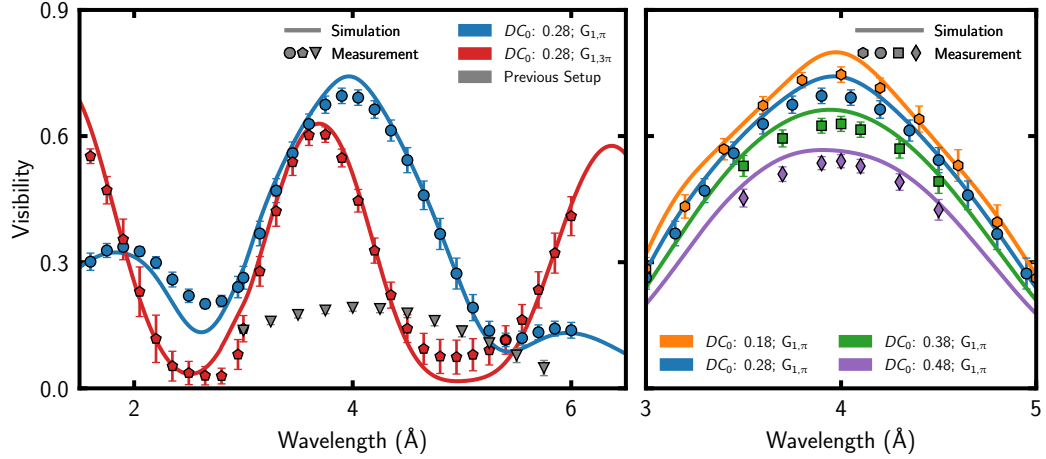 Visibility
0.9
0.6
0.3
0.0
Simulation
Measurement
DC₀: 0.28; G₁,π
DC₀: 0.28; G₁,₃π
Previous Setup
2
4
6
Wavelength (Å)
Simulation
Measurement
DC₀: 0.18; G₁,π
DC₀: 0.28; G₁,π
DC₀: 0.38; G₁,π
DC₀: 0.48; G₁,π
3
4
5
Wavelength (Å)